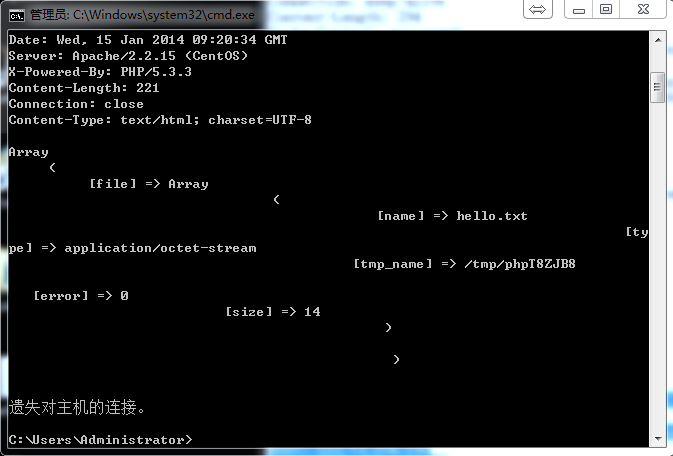 管理员: C:\Windows\system32\cmd.exe
Date: Wed, 15 Jan 2014 09:20:34 GMT
Server: Apache/2.2.15 (CentOS)
X-Powered-By: PHP/5.3.3
Content-Length: 221
Connection: close
Content-Type: text/html; charset=UTF-8
Array
(
[file] => Array
(
[name] => hello.txt
[ty
pe] => application/octet-stream
[tmp_name] => /tmp/phpT8ZJB8
[error] => 0
[size] => 14
)
)
遗失对主机的连接。
C:\Users\Administrator>